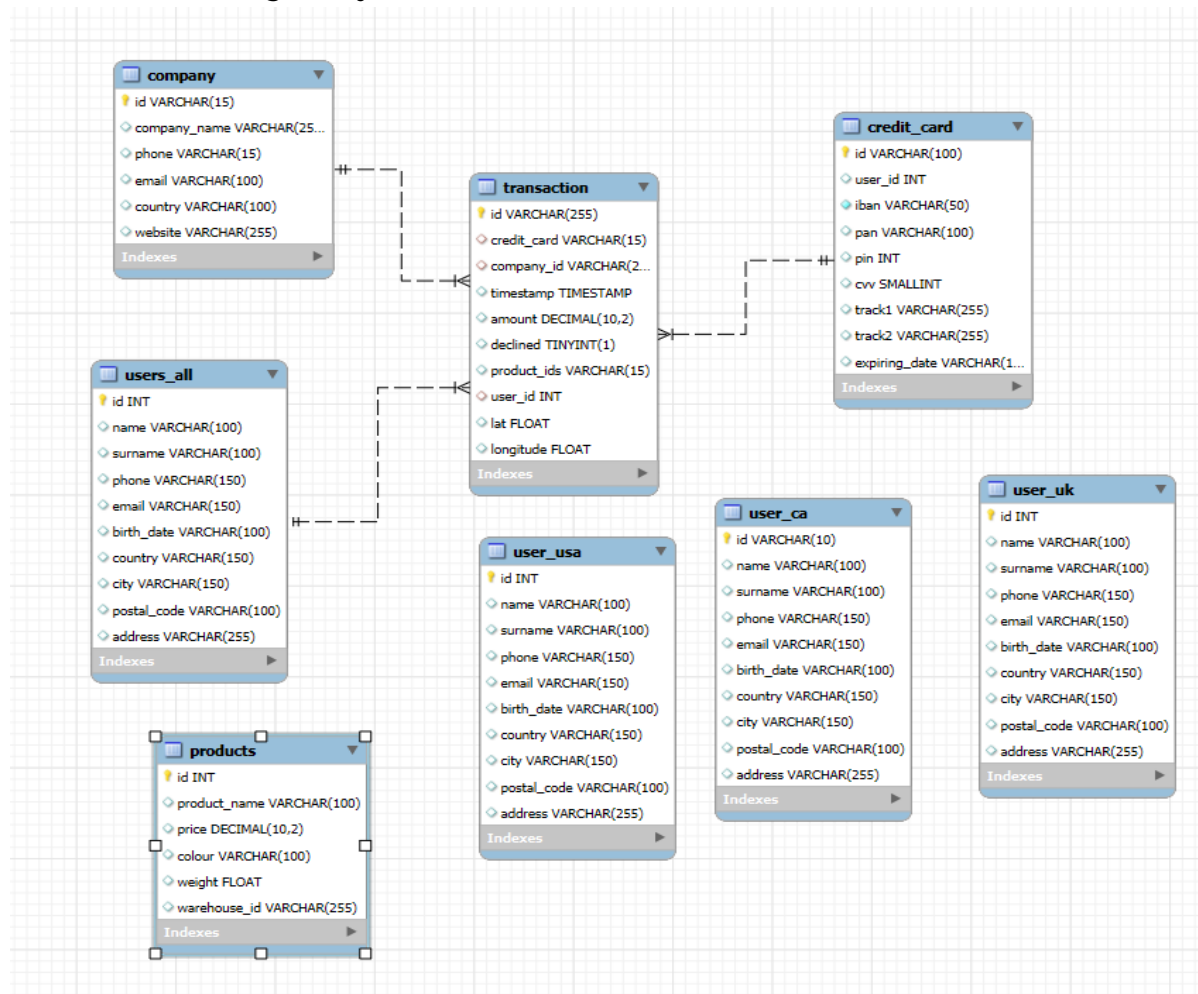 company
id VARCHAR(15)
company_name VARCHAR(25...
phone VARCHAR(15)
email VARCHAR(100)
country VARCHAR(100)
website VARCHAR(255)
Indexes
transaction
id VARCHAR(255)
credit_card VARCHAR(15)
company_id VARCHAR(2...
timestamp TIMESTAMP
amount DECIMAL(10,2)
declined TINYINT(1)
product_ids VARCHAR(15)
user_id INT
lat FLOAT
longitude FLOAT
Indexes
credit_card
id VARCHAR(100)
user_id INT
iban VARCHAR(50)
pan VARCHAR(100)
pin INT
cvv SMALLINT
track1 VARCHAR(255)
track2 VARCHAR(255)
expiring_date VARCHAR(1...
Indexes
users_all
id INT
name VARCHAR(100)
surname VARCHAR(100)
phone VARCHAR(150)
email VARCHAR(150)
birth_date VARCHAR(100)
country VARCHAR(150)
city VARCHAR(150)
postal_code VARCHAR(100)
address VARCHAR(255)
Indexes
user_usa
id INT
name VARCHAR(100)
surname VARCHAR(100)
phone VARCHAR(150)
email VARCHAR(150)
birth_date VARCHAR(100)
country VARCHAR(150)
city VARCHAR(150)
postal_code VARCHAR(100)
address VARCHAR(255)
Indexes
user_ca
id VARCHAR(10)
name VARCHAR(100)
surname VARCHAR(100)
phone VARCHAR(150)
email VARCHAR(150)
birth_date VARCHAR(100)
country VARCHAR(150)
city VARCHAR(150)
postal_code VARCHAR(100)
address VARCHAR(255)
Indexes
user_uk
id INT
name VARCHAR(100)
surname VARCHAR(100)
phone VARCHAR(150)
email VARCHAR(150)
birth_date VARCHAR(100)
country VARCHAR(150)
city VARCHAR(150)
postal_code VARCHAR(100)
address VARCHAR(255)
Indexes
products
id INT
product_name VARCHAR(100)
price DECIMAL(10,2)
colour VARCHAR(100)
weight FLOAT
warehouse_id VARCHAR(255)
Indexes